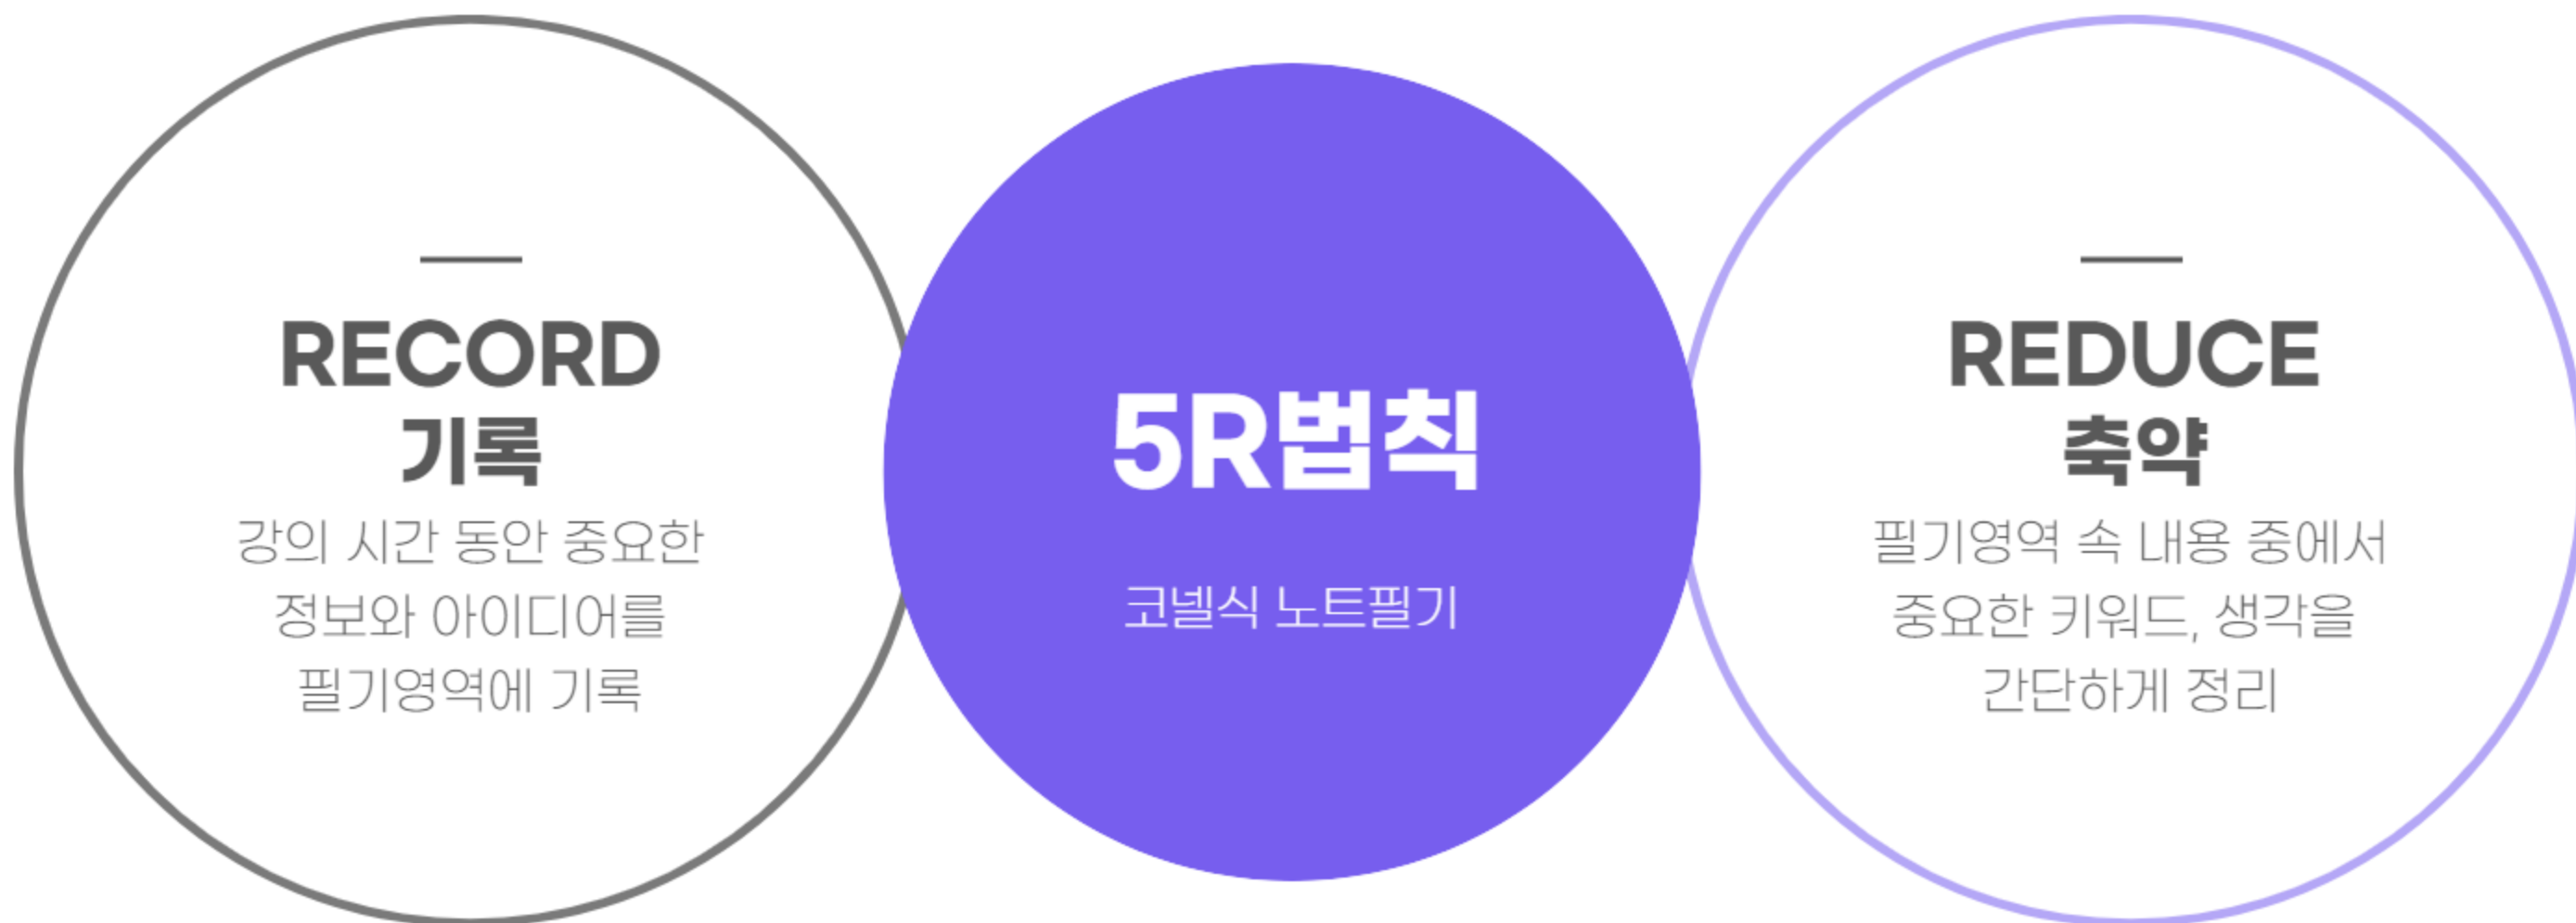 RECORD
기록
강의 시간 동안 중요한
정보와 아이디어를
필기영역에 기록
5R법칙
코넬식 노트필기
REDUCE
축약
필기영역 속 내용 중에서
중요한 키워드, 생각을
간단하게 정리